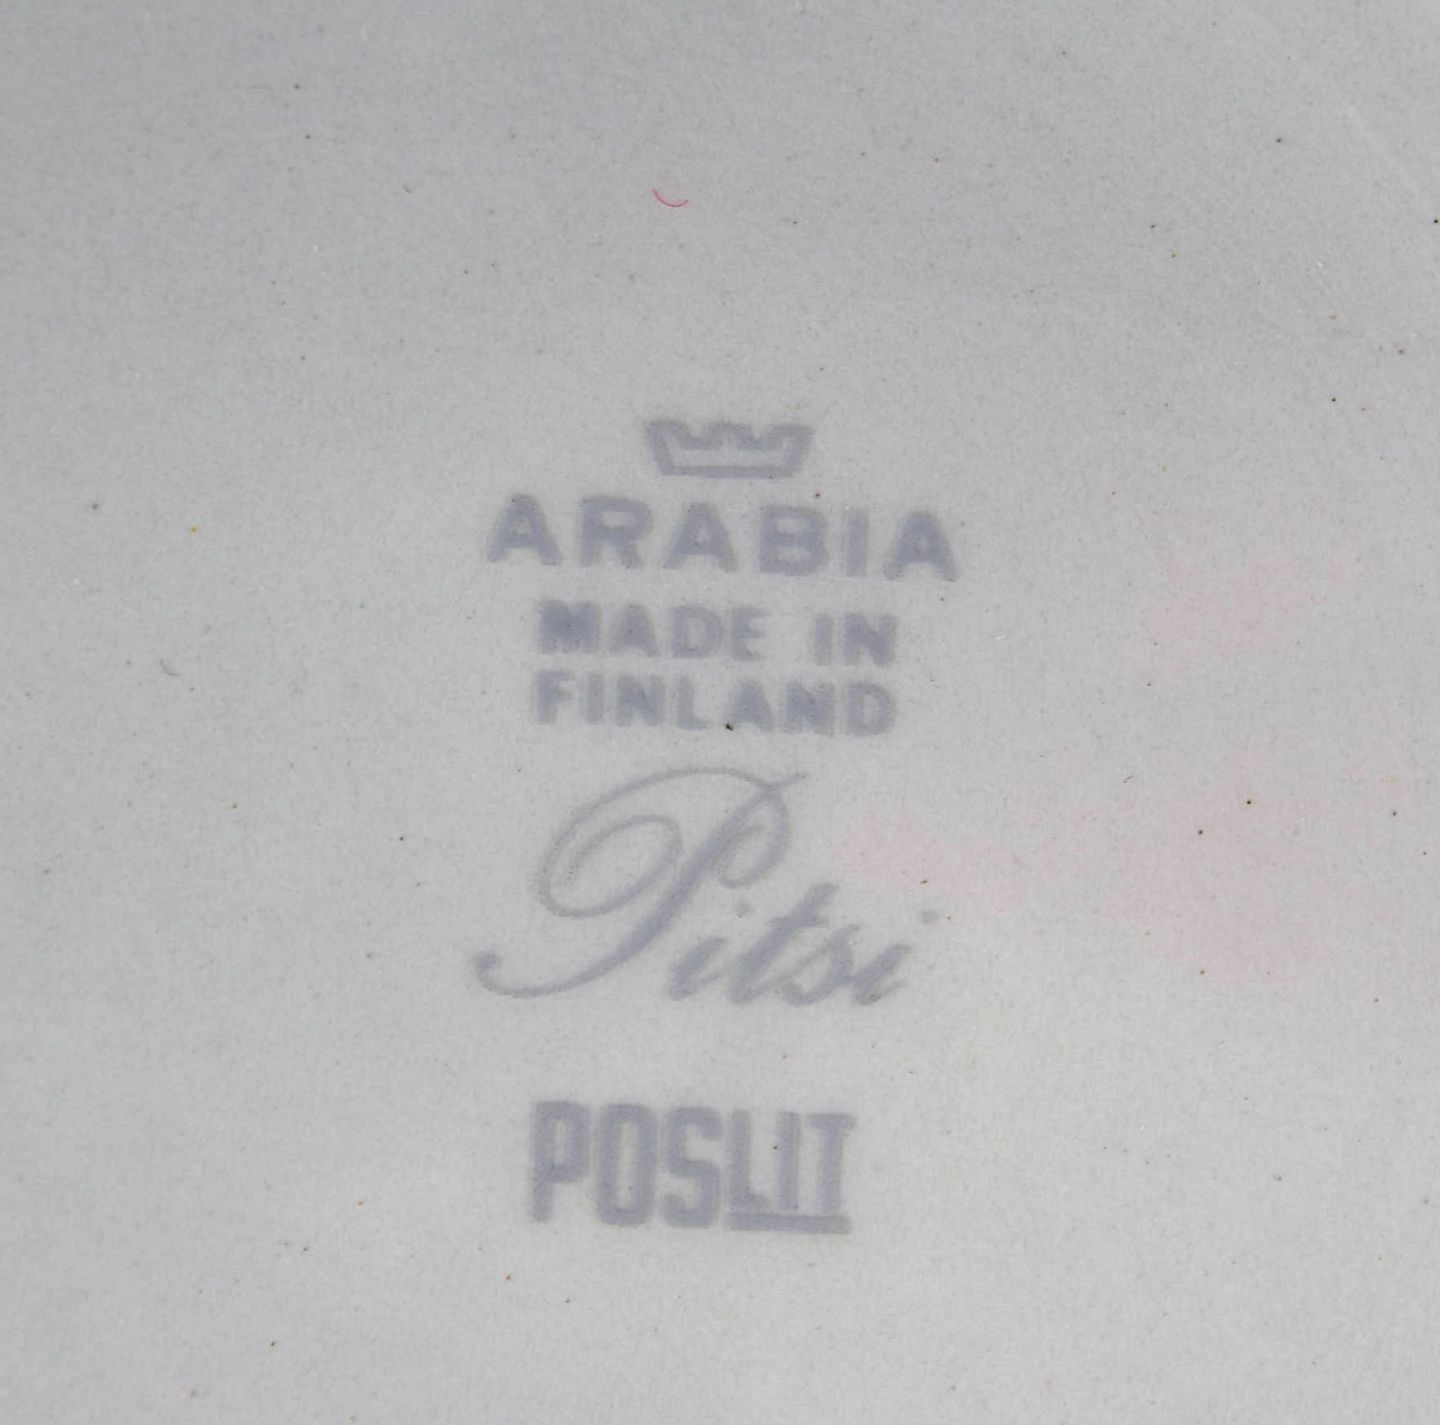 ARABIA
MADE IN
FINLAND
Pitsi
POSLIT